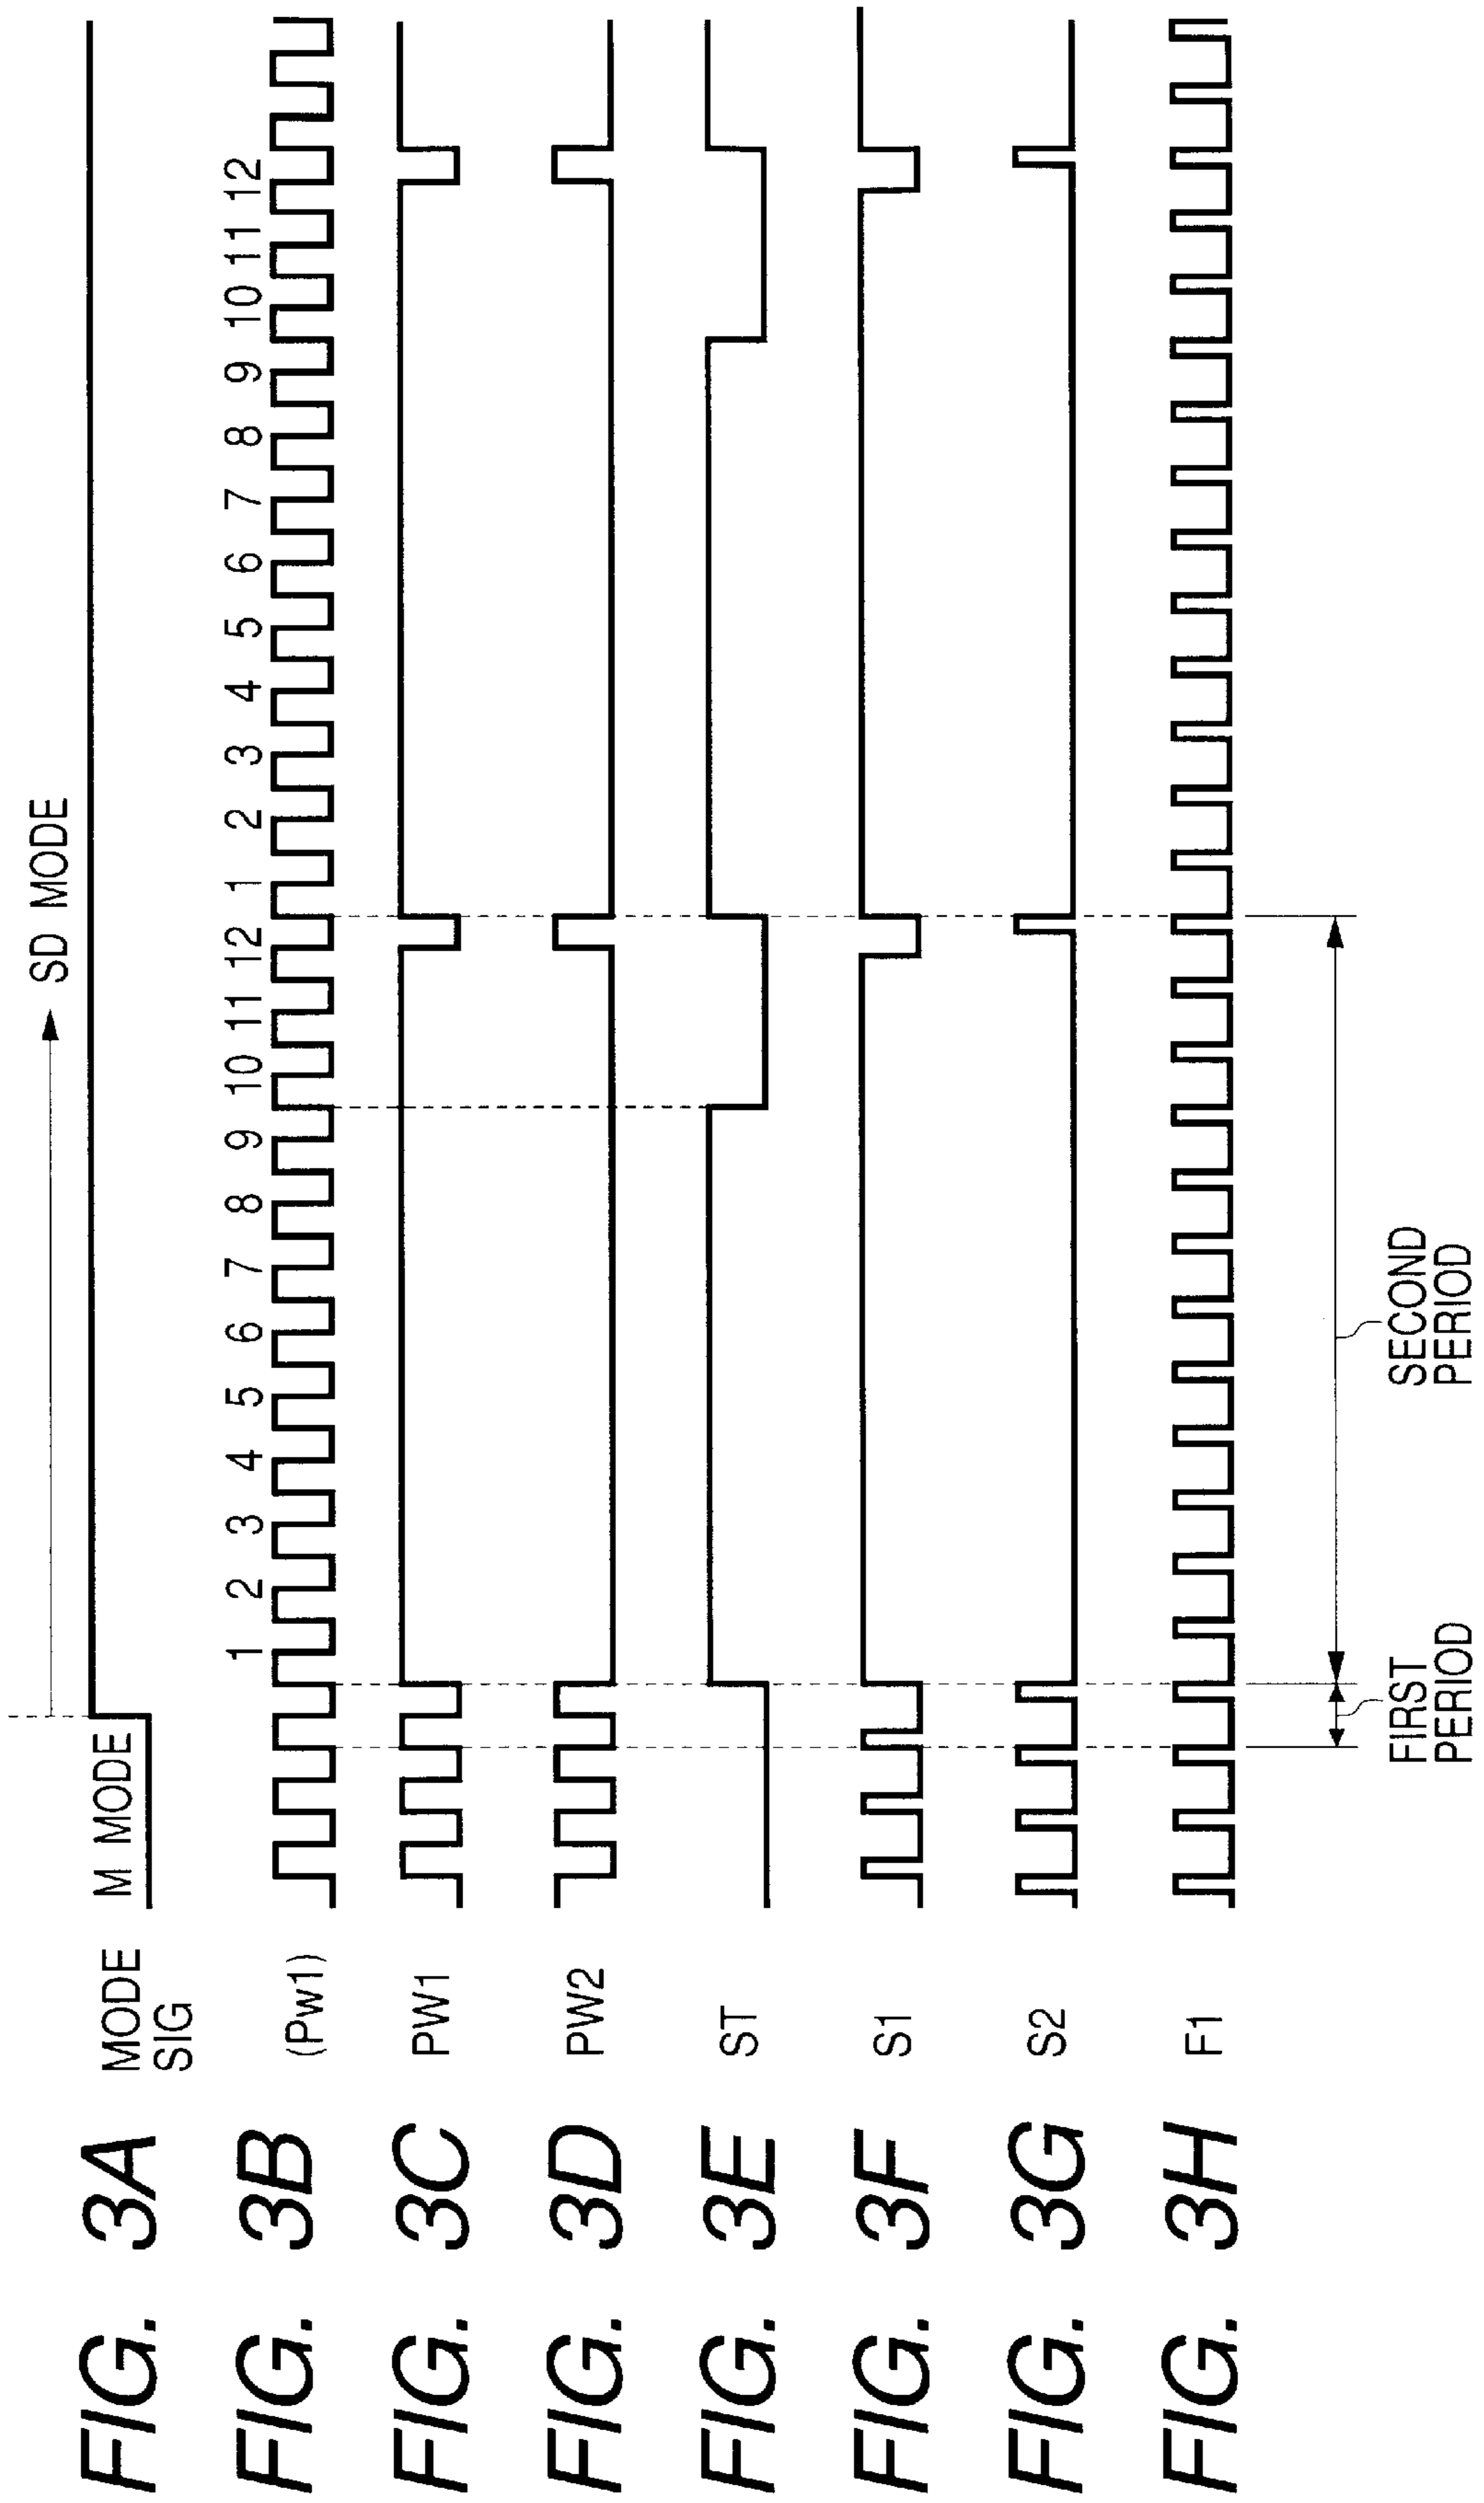 SD MODE
M MODE
FIG. 3A MODE SIG
1 2 3 4 5 6 7 8 9 10 11 12 1 2 3 4 5 6 7 8 9 10 11 12
FIG. 3B (Pw1)
FIG. 3C PW1
FIG. 3D PW2
FIG. 3E ST
FIG. 3F S1
FIG. 3G S2
FIG. 3H F1
FIRST
PERIOD
SECOND
PERIOD